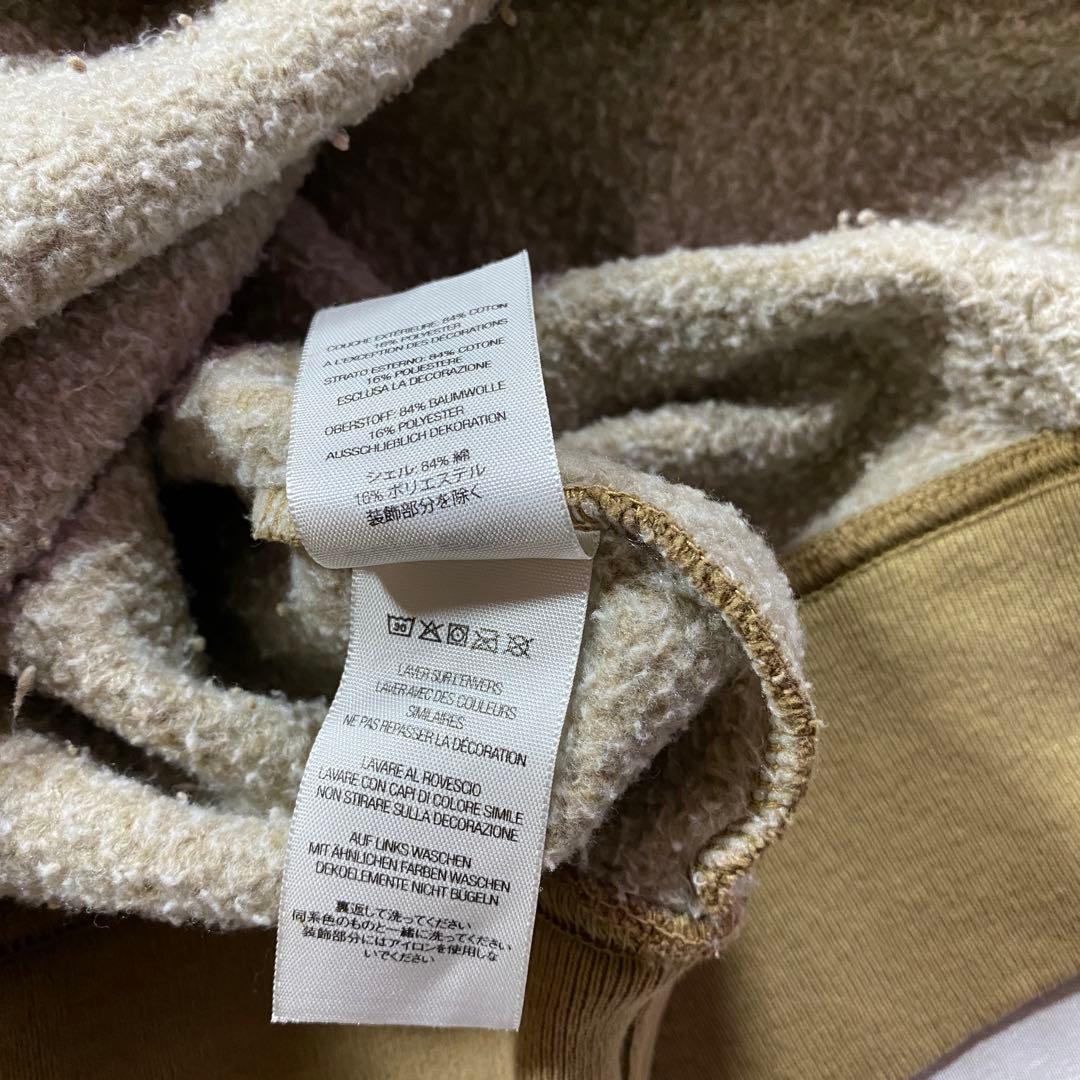 COUCHE EXTÉRIEURE: 84% COTON
16% POLYESTER
A L'EXCEPTION DES DÉCORATIONS
STRATO ESTERNO: 84% COTONE
16% POLIESTERE
ESCLUSA LA DECORAZIONE
OBERSTOFF: 84% BAUMWOLLE
16% POLYESTER
AUSSCHLIEßLICH DEKORATION
シェル: 84% 綿
16% ポリエステル
装飾部分を除く
30
LAVER SUR L'ENVERS
LAVER AVEC DES COULEURS
SIMILAIRES
NE PAS REPASSER LA DÉCORATION
LAVARE AL ROVESCIO
LAVARE CON CAPI DI COLORE SIMILE
NON STIRARE SULLA DECORAZIONE
AUF LINKS WASCHEN
MIT ÄHNLICHEN FARBEN WASCHEN
DEKOELEMENTE NICHT BÜGELN
裏返して洗ってください
同系色のものと一緒に洗ってください
装飾部分にはアイロンを使用しな
いでください